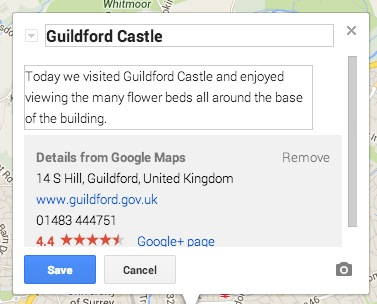 Whitmoor
Common
Guildford Castle
Today we visited Guildford Castle and enjoyed
viewing the many flower beds all around the base
of the building.
Details from Google Maps
Remove
14 S Hill, Guildford, United Kingdom
www.guildford.gov.uk
01483 444751
4.4
Google+ page
Save
Cancel
of Surrey